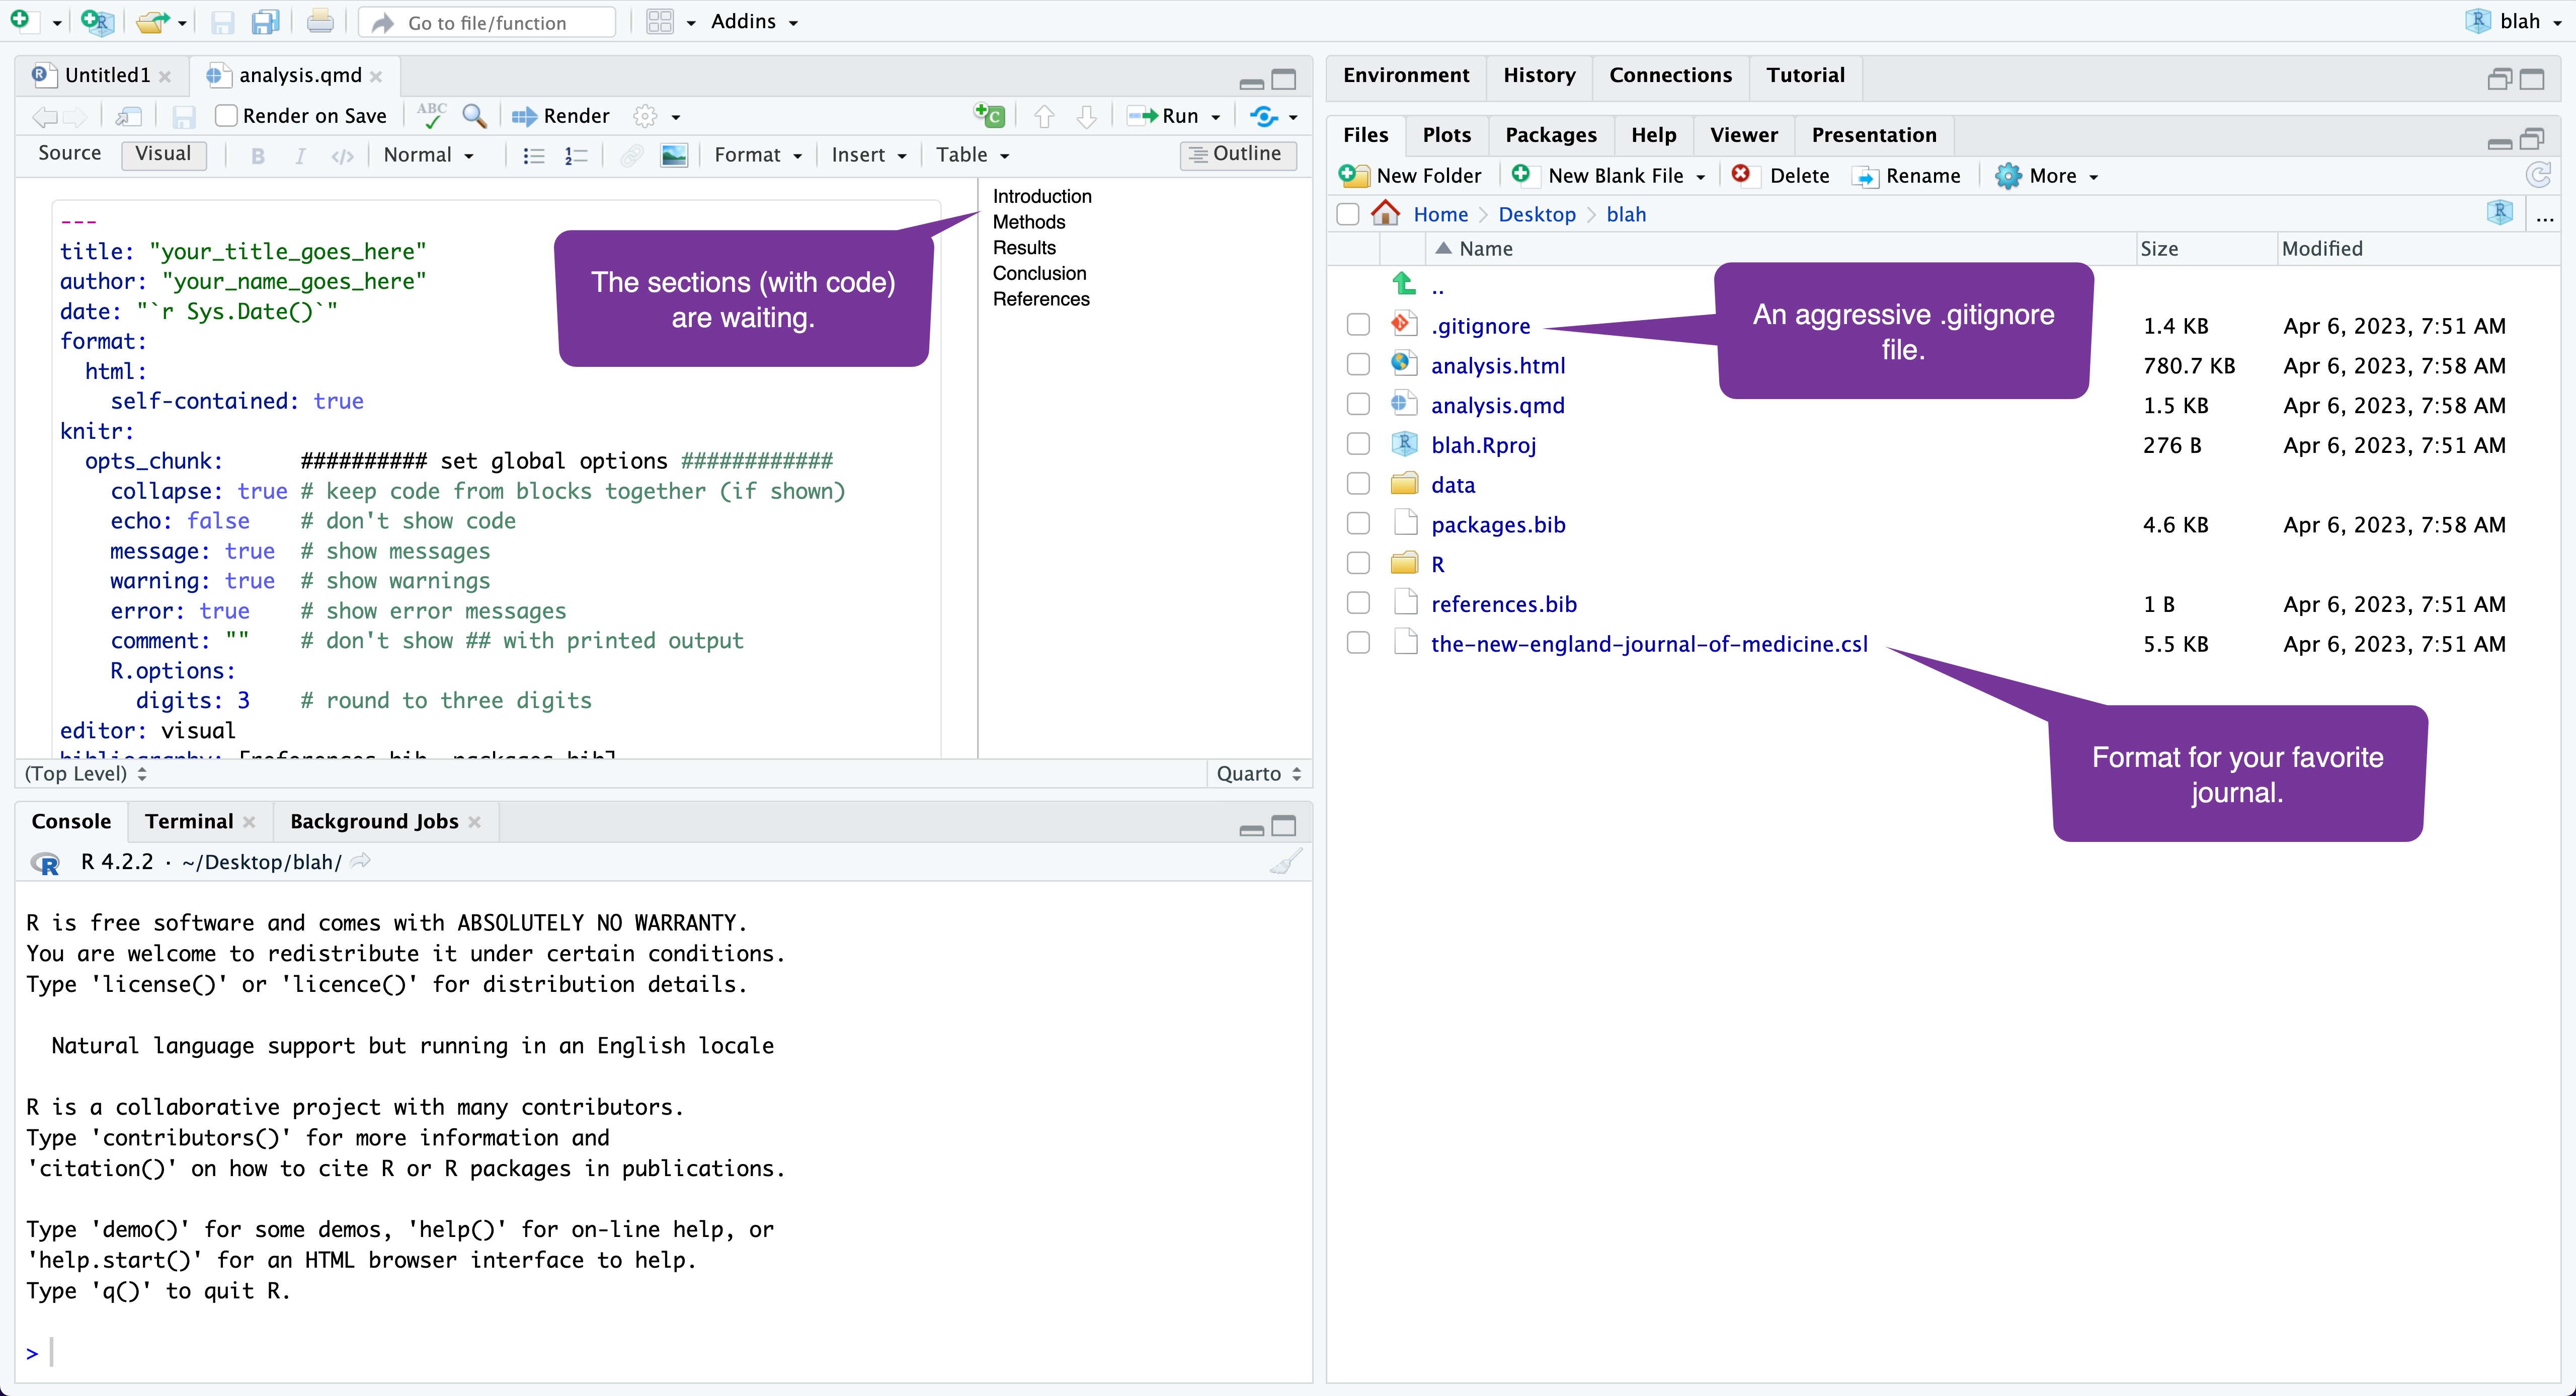 Go to file/function
Addins
blah
Untitled1
analysis.qmd
Render on Save
ABC
Render
Run
Source
Visual
B
I
</>
Normal
Format
Insert
Table
Outline
---
title: "your_title_goes_here"
author: "your_name_goes_here"
date: "`r Sys.Date()`"
format:
  html:
    self-contained: true
knitr:
  opts_chunk:      ########## set global options ############
    collapse: true # keep code from blocks together (if shown)
    echo: false    # don't show code
    message: true  # show messages
    warning: true  # show warnings
    error: true    # show error messages
    comment: ""    # don't show ## with printed output
    R.options:
      digits: 3    # round to three digits
editor: visual
bibliography: [references.bib, packages.bib]
The sections (with code)
are waiting.
Introduction
Methods
Results
Conclusion
References
(Top Level)
Quarto
Console
Terminal
Background Jobs
R 4.2.2 · ~/Desktop/blah/
R is free software and comes with ABSOLUTELY NO WARRANTY.
You are welcome to redistribute it under certain conditions.
Type 'license()' or 'licence()' for distribution details.
  Natural language support but running in an English locale
R is a collaborative project with many contributors.
Type 'contributors()' for more information and
'citation()' on how to cite R or R packages in publications.
Type 'demo()' for some demos, 'help()' for on-line help, or
'help.start()' for an HTML browser interface to help.
Type 'q()' to quit R.
>
Environment
History
Connections
Tutorial
Files
Plots
Packages
Help
Viewer
Presentation
New Folder
New Blank File
Delete
Rename
More
Home
Desktop
blah
...
Name
Size
Modified
..
.gitignore 1.4 KB Apr 6, 2023, 7:51 AM
analysis.html 780.7 KB Apr 6, 2023, 7:58 AM
analysis.qmd 1.5 KB Apr 6, 2023, 7:58 AM
blah.Rproj 276 B Apr 6, 2023, 7:51 AM
data
packages.bib 4.6 KB Apr 6, 2023, 7:58 AM
R
references.bib 1 B Apr 6, 2023, 7:51 AM
the-new-england-journal-of-medicine.csl 5.5 KB Apr 6, 2023, 7:51 AM
An aggressive .gitignore
file.
Format for your favorite
journal.